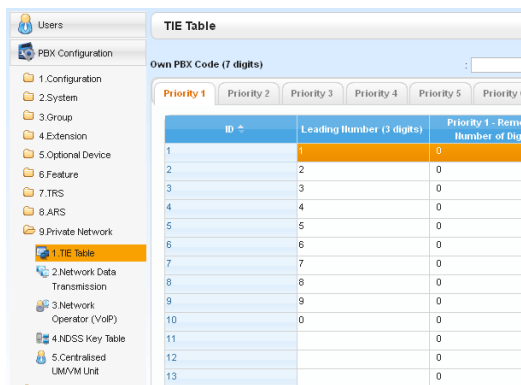 Users
PBX Configuration
1.Configuration
2.System
3.Group
4.Extension
5.Optional Device
6.Feature
7.TRS
8.ARS
9.Private Network
1.TIE Table
2.Network Data
Transmission
3.Network
Operator (VoIP)
4.NDSS Key Table
5.Centralised
UM/VM Unit
TIE Table
Own PBX Code (7 digits) :
Priority 1 Priority 2 Priority 3 Priority 4 Priority 5 Priority
ID Leading Number (3 digits) Priority 1 - Remo
Number of Dig
1 1 0
2 2 0
3 3 0
4 4 0
5 5 0
6 6 0
7 7 0
8 8 0
9 9 0
10 0 0
11 0
12 0
13 0